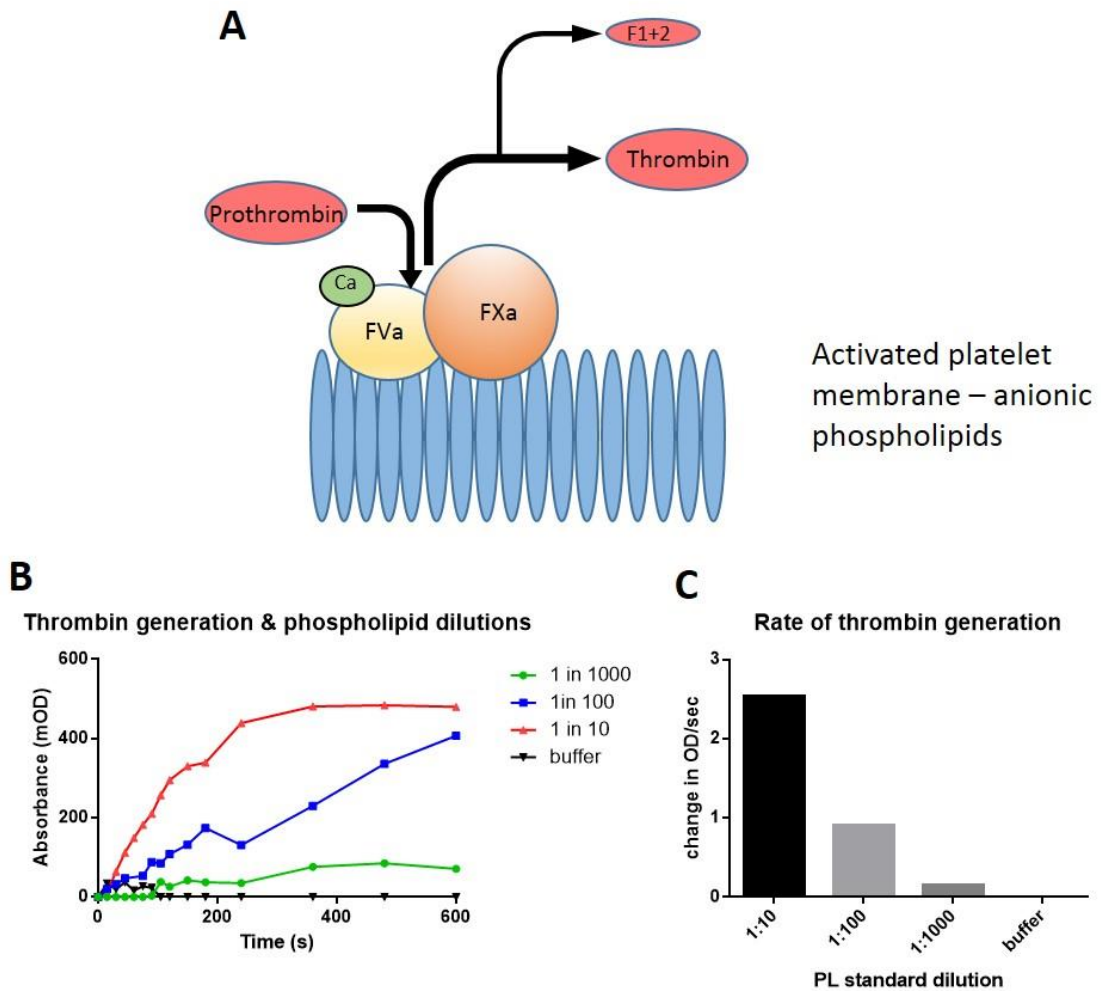 A
F1+2
Thrombin
Prothrombin
Ca
FVa
FXa
Activated platelet
membrane – anionic
phospholipids
B
Thrombin generation & phospholipid dilutions
600
400
200
0
Absorbance (mOD)
0
200
400
600
Time (s)
1 in 1000
1in 100
1 in 10
buffer
C
Rate of thrombin generation
3
2
1
0
change in OD/sec
1:10
1:100
1:1000
buffer
PL standard dilution